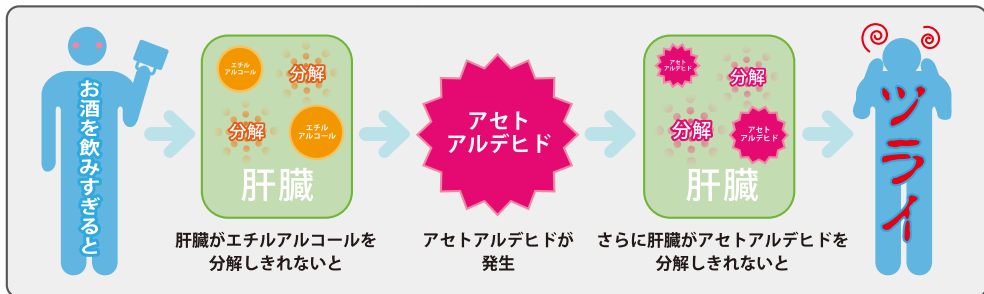 お酒を飲みすぎると
エチル
アルコール
分解
分解
エチル
アルコール
肝臓
肝臓がエチルアルコールを
分解しきれないと
アセト
アルデヒド
アセトアルデヒドが
発生
アセト
アルデヒド
分解
分解
アセト
アルデヒド
肝臓
さらに肝臓がアセトアルデヒドを
分解しきれないと
ツライ